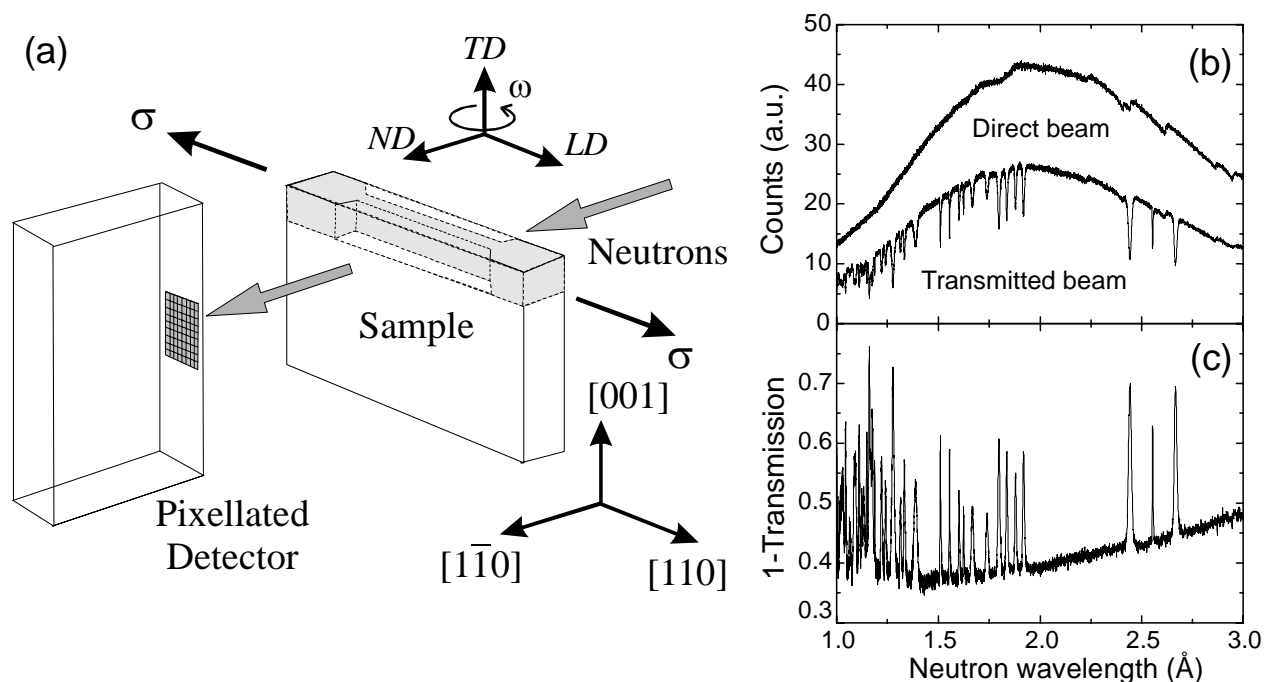 (a)
TD
ω
ND
LD
σ
Neutrons
Sample
σ
[001]
Pixellated
Detector
[11̅0]
[110]
(b)
50
40
30
20
10
0
Counts (a.u.)
Direct beam
Transmitted beam
(c)
0.7
0.6
0.5
0.4
0.3
1-Transmission
1.0
1.5
2.0
2.5
3.0
Neutron wavelength (Å)